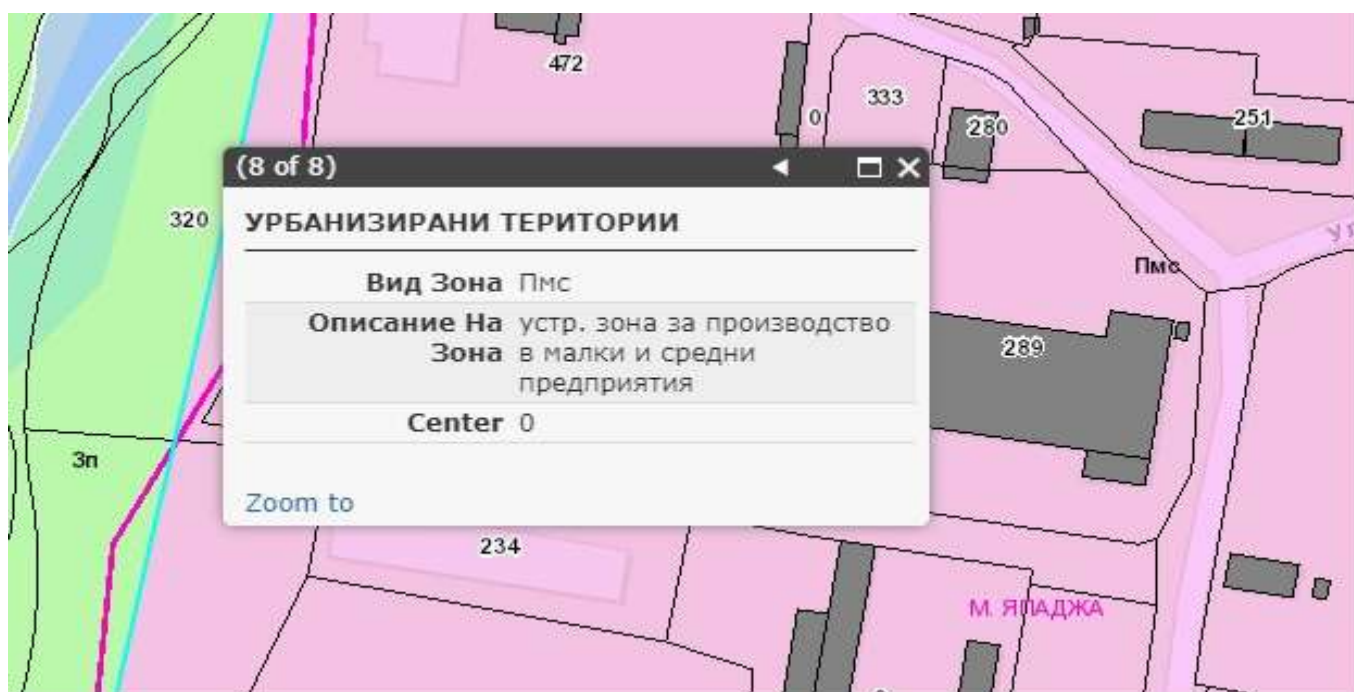 472
333
0
280
251
(8 of 8)
320
УРБАНИЗИРАНИ ТЕРИТОРИИ
Вид Зона Пмс
Пмс
Описание На устр. зона за производство
Зона в малки и средни
предприятия
289
Center 0
Зп
Zoom to
234
М. ЯПАДЖА